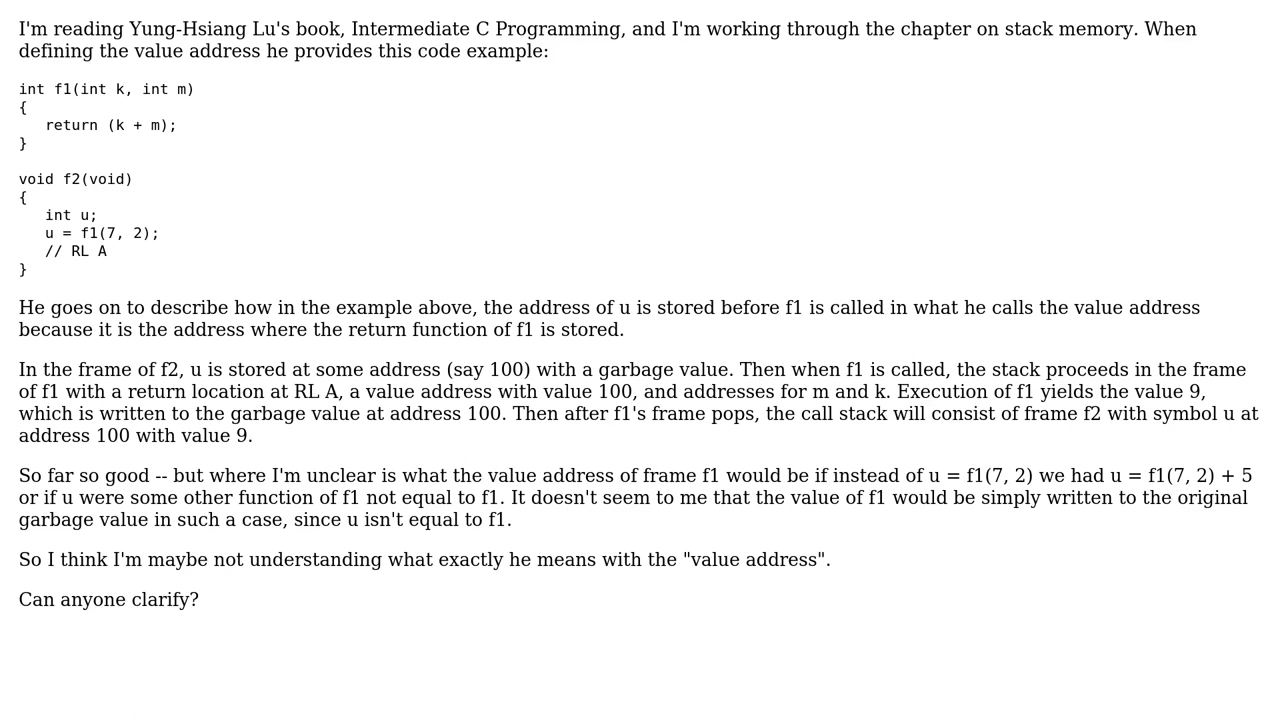 I'm reading Yung-Hsiang Lu's book, Intermediate C Programming, and I'm working through the chapter on stack memory. When
defining the value address he provides this code example:
int f1(int k, int m)
{
   return (k + m);
}
void f2(void)
{
   int u;
   u = f1(7, 2);
   // RL A
}
He goes on to describe how in the example above, the address of u is stored before f1 is called in what he calls the value address
because it is the address where the return function of f1 is stored.
In the frame of f2, u is stored at some address (say 100) with a garbage value. Then when f1 is called, the stack proceeds in the frame
of f1 with a return location at RL A, a value address with value 100, and addresses for m and k. Execution of f1 yields the value 9,
which is written to the garbage value at address 100. Then after f1's frame pops, the call stack will consist of frame f2 with symbol u at
address 100 with value 9.
So far so good -- but where I'm unclear is what the value address of frame f1 would be if instead of u = f1(7, 2) we had u = f1(7, 2) + 5
or if u were some other function of f1 not equal to f1. It doesn't seem to me that the value of f1 would be simply written to the original
garbage value in such a case, since u isn't equal to f1.
So I think I'm maybe not understanding what exactly he means with the "value address".
Can anyone clarify?